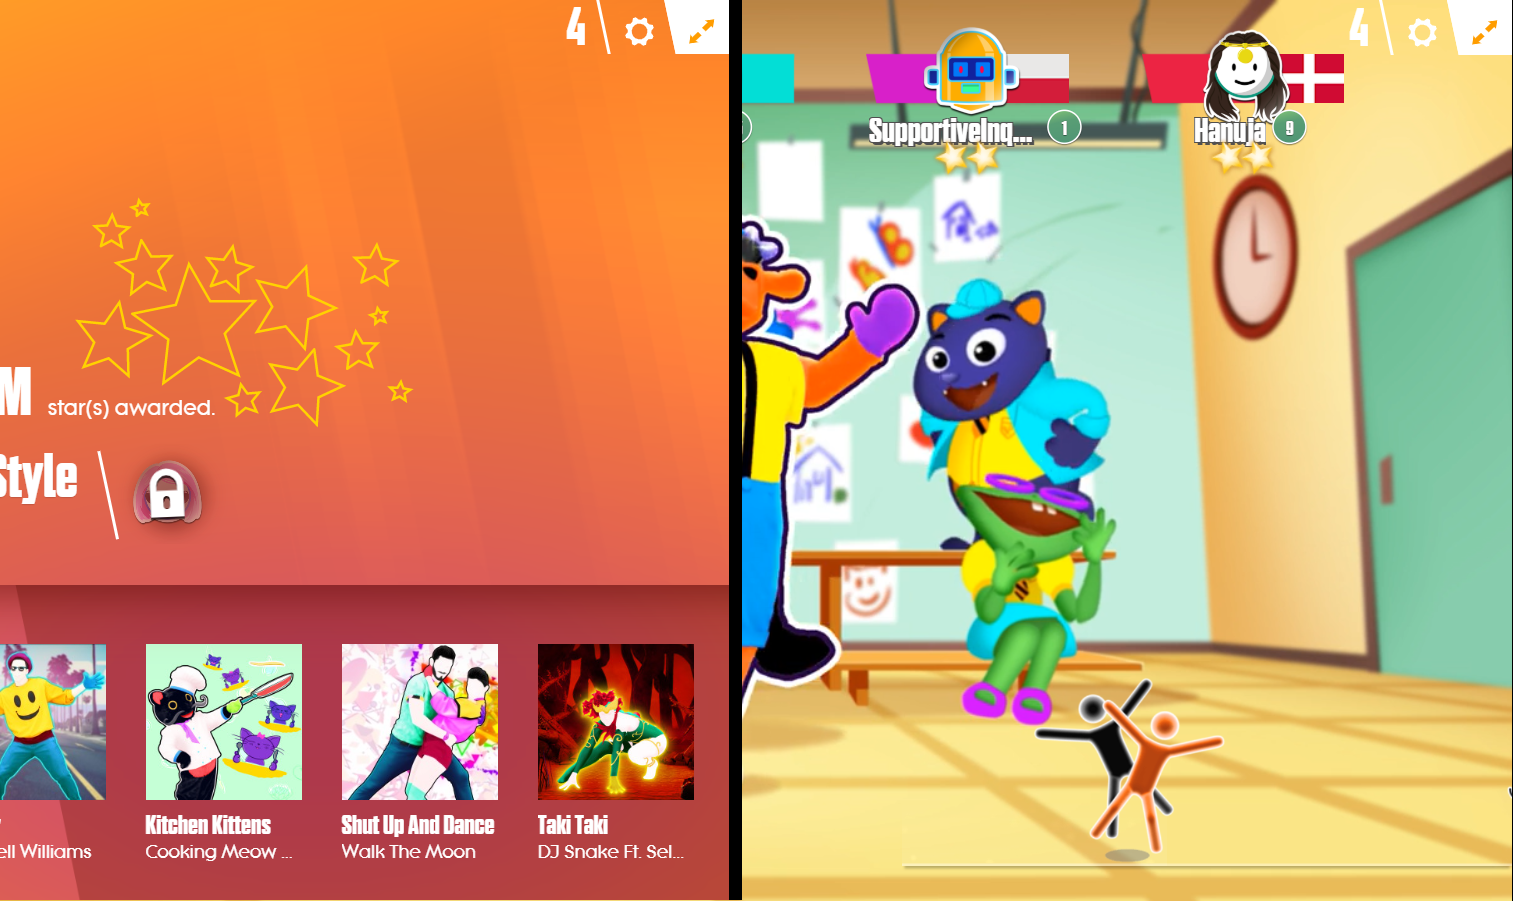 4
M star(s) awarded.
Style
Kitchen Kittens
Cooking Meow ...
Shut Up And Dance
Walk The Moon
Taki Taki
DJ Snake Ft. Sel...
ell Williams
4
SupportiveInq... 1
Hanuja 9